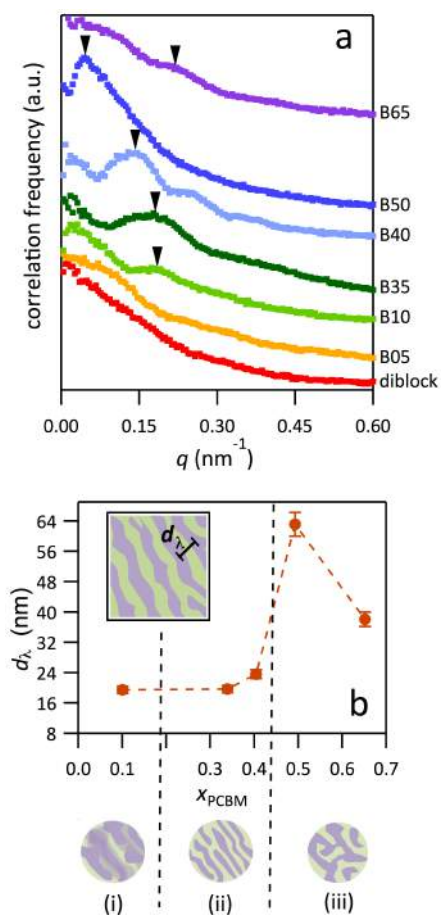 a
correlation frequency (a.u.)
B65
B50
B40
B35
B10
B05
diblock
0.00 0.15 0.30 0.45 0.60
q (nm⁻¹)
64
56
48
40
32
24
16
8
dλ (nm)
dλ
b
0.0 0.1 0.3 0.4 0.5 0.6 0.7
xPCBM
(i) (ii) (iii)